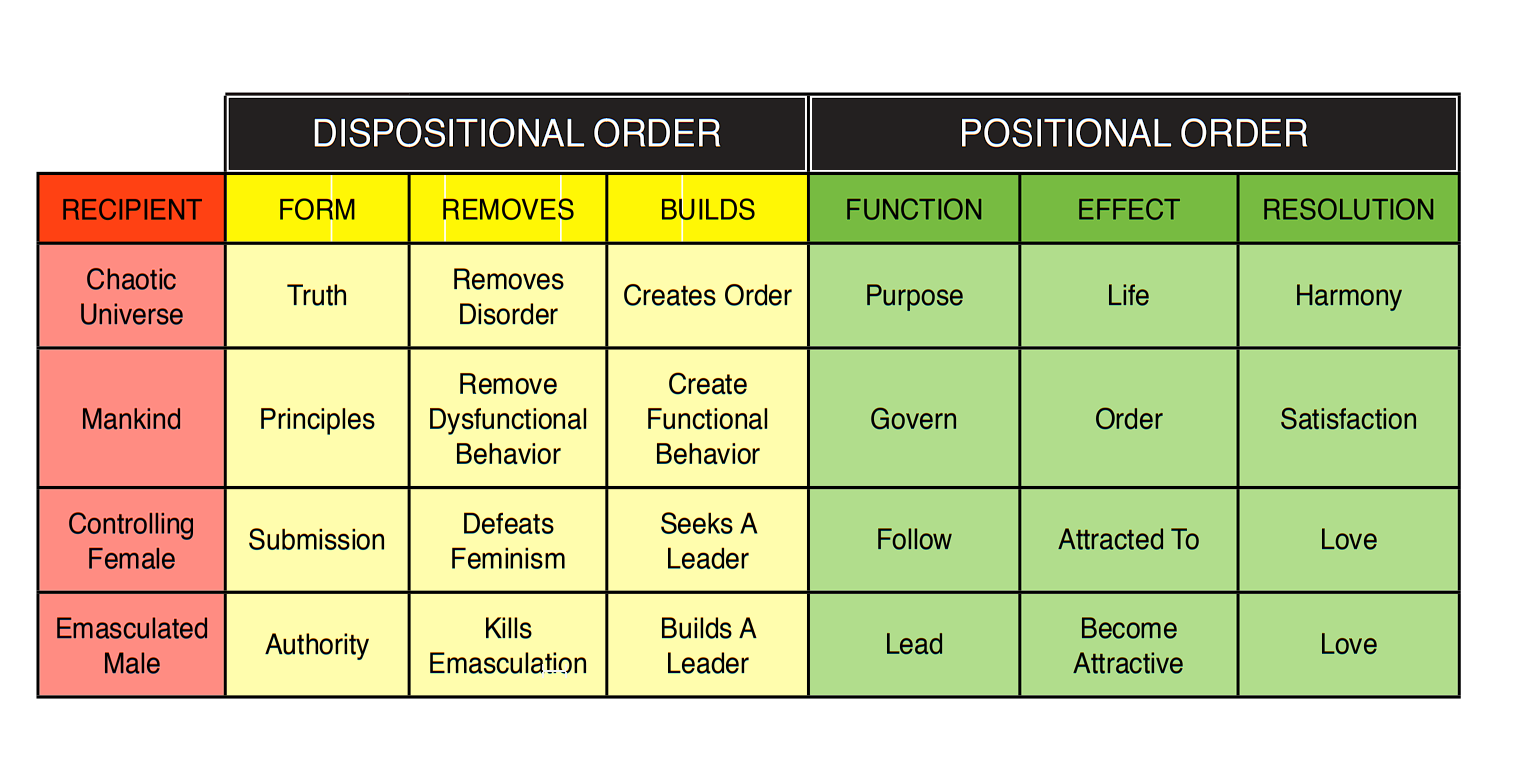 DISPOSITIONAL ORDER POSITIONAL ORDER
RECIPIENT FORM REMOVES BUILDS FUNCTION EFFECT RESOLUTION
Chaotic
Universe
Truth
Removes
Disorder
Creates Order
Purpose
Life
Harmony
Mankind
Principles
Remove
Dysfunctional
Behavior
Create
Functional
Behavior
Govern
Order
Satisfaction
Controlling
Female
Submission
Defeats
Feminism
Seeks A
Leader
Follow
Attracted To
Love
Emasculated
Male
Authority
Kills
Emasculation
Builds A
Leader
Lead
Become
Attractive
Love